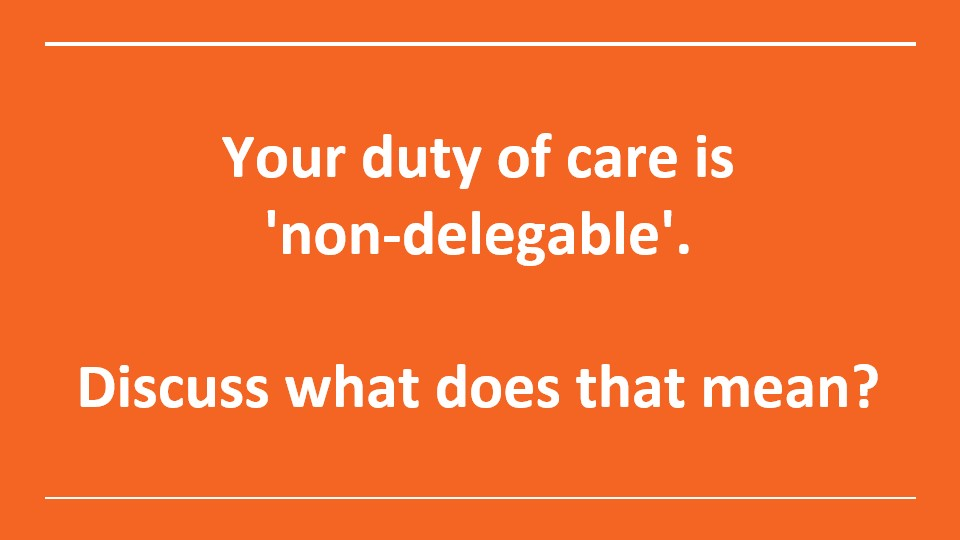 Your duty of care is
'non-delegable'.
Discuss what does that mean?